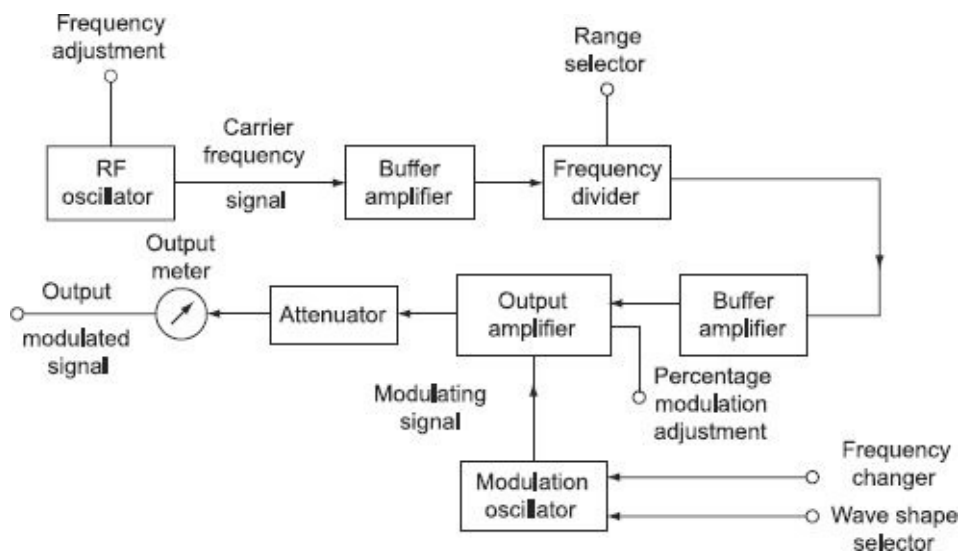 Frequency
adjustment
Range
selector
Carrier
frequency
signal
RF
oscillator
Buffer
amplifier
Frequency
divider
Output
meter
Output
modulated
signal
Attenuator
Output
amplifier
Buffer
amplifier
Modulating
signal
Percentage
modulation
adjustment
Modulation
oscillator
Frequency
changer
Wave shape
selector